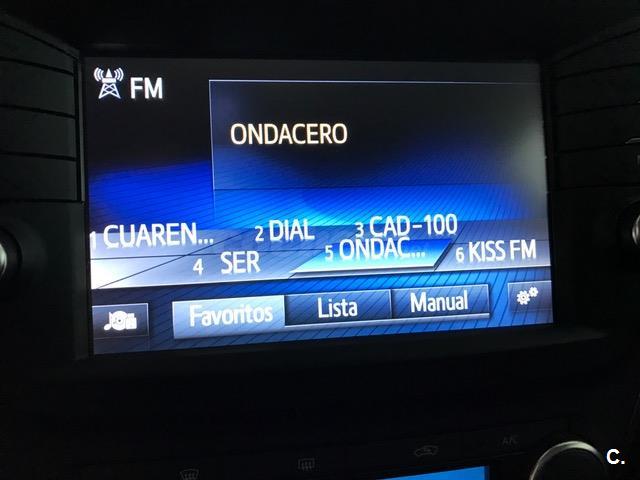 FM
ONDACERO
1 CUAREN... 2 DIAL 3 CAD-100
4 SER 5 ONDAC... 6 KISS FM
Favoritos Lista Manual
A/C
C.